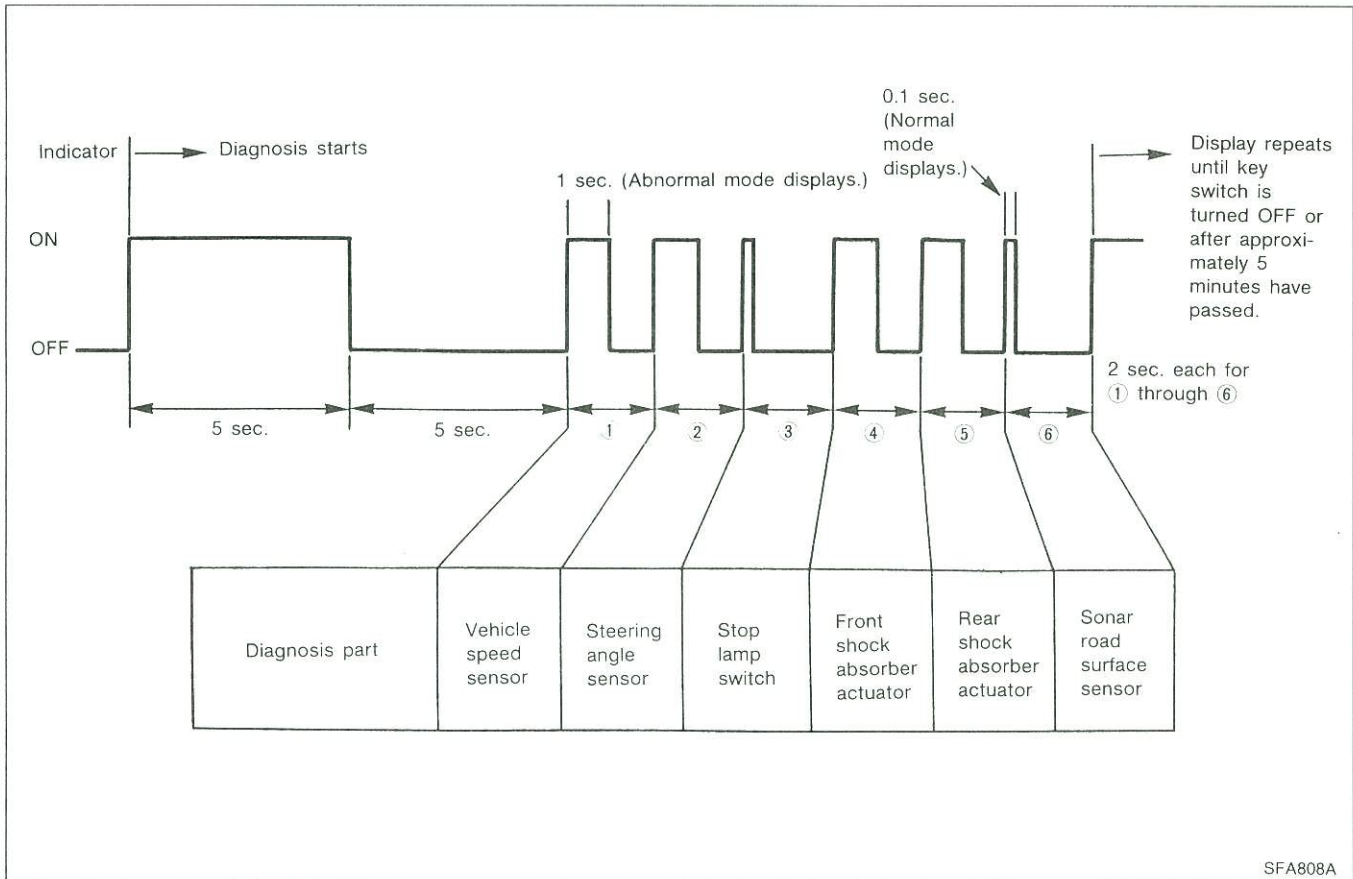 0.1 sec.
(Normal
mode
displays.)
Indicator
Diagnosis starts
1 sec. (Abnormal mode displays.)
Display repeats
until key
switch is
turned OFF or
after approxi-
mately 5
minutes have
passed.
ON
OFF
2 sec. each for
① through ⑥
5 sec.
5 sec.
①
②
③
④
⑤
⑥
Diagnosis part
Vehicle
speed
sensor
Steering
angle
sensor
Stop
lamp
switch
Front
shock
absorber
actuator
Rear
shock
absorber
actuator
Sonar
road
surface
sensor
SFA808A